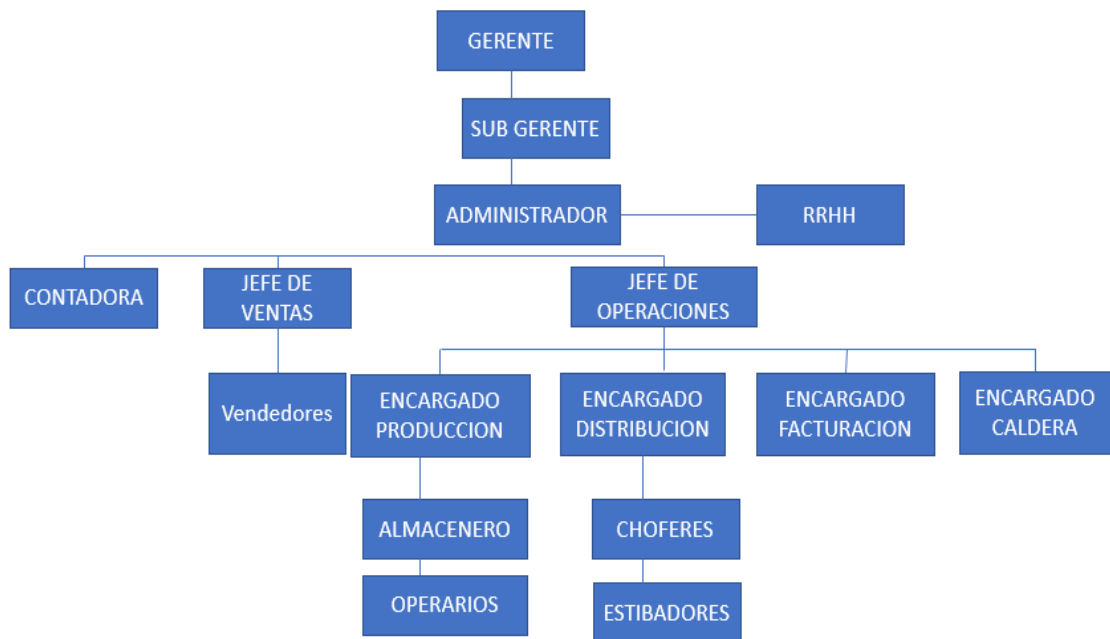 GERENTE
SUB GERENTE
ADMINISTRADOR
RRHH
CONTADORA
JEFE DE
VENTAS
JEFE DE
OPERACIONES
Vendedores
ENCARGADO
PRODUCCION
ENCARGADO
DISTRIBUCION
ENCARGADO
FACTURACION
ENCARGADO
CALDERA
ALMACENERO
CHOFERES
OPERARIOS
ESTIBADORES